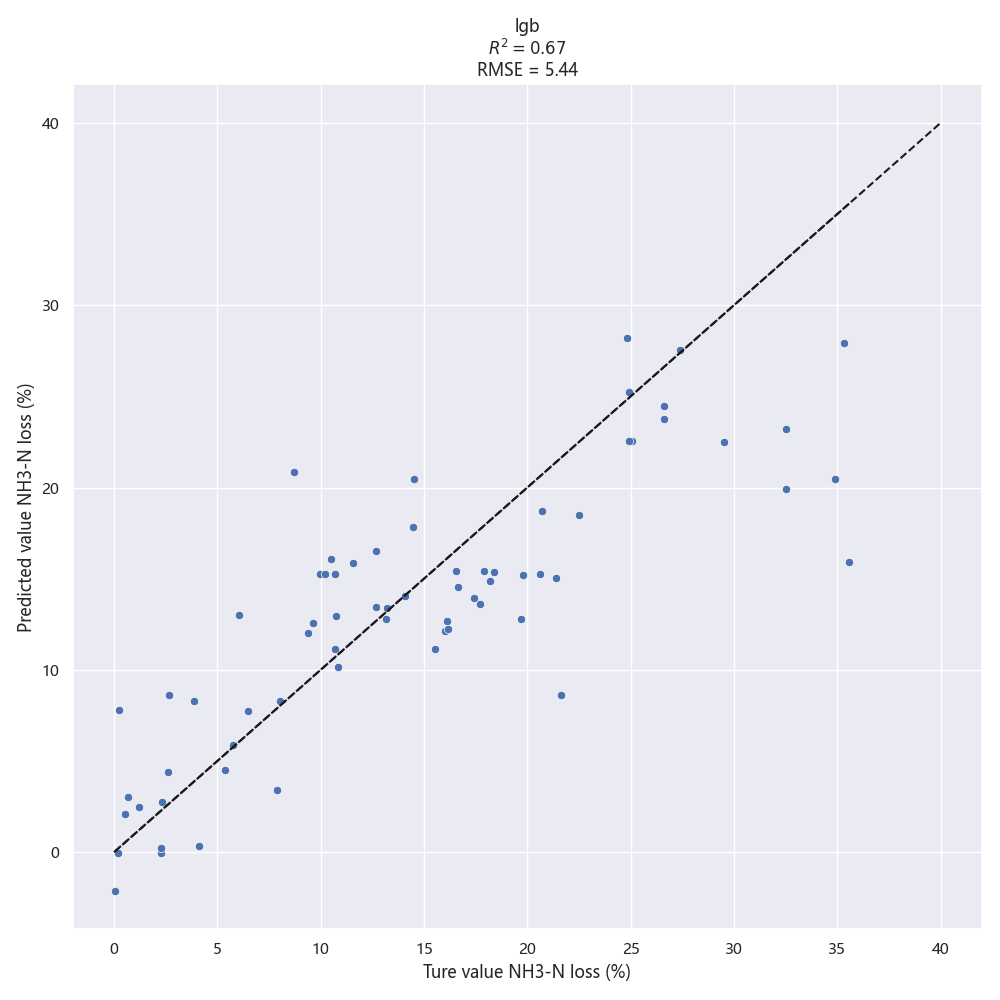 lgb
R² = 0.67
RMSE = 5.44
Predicted value NH3-N loss (%)
40
30
20
10
0
0 5 10 15 20 25 30 35 40
Ture value NH3-N loss (%)